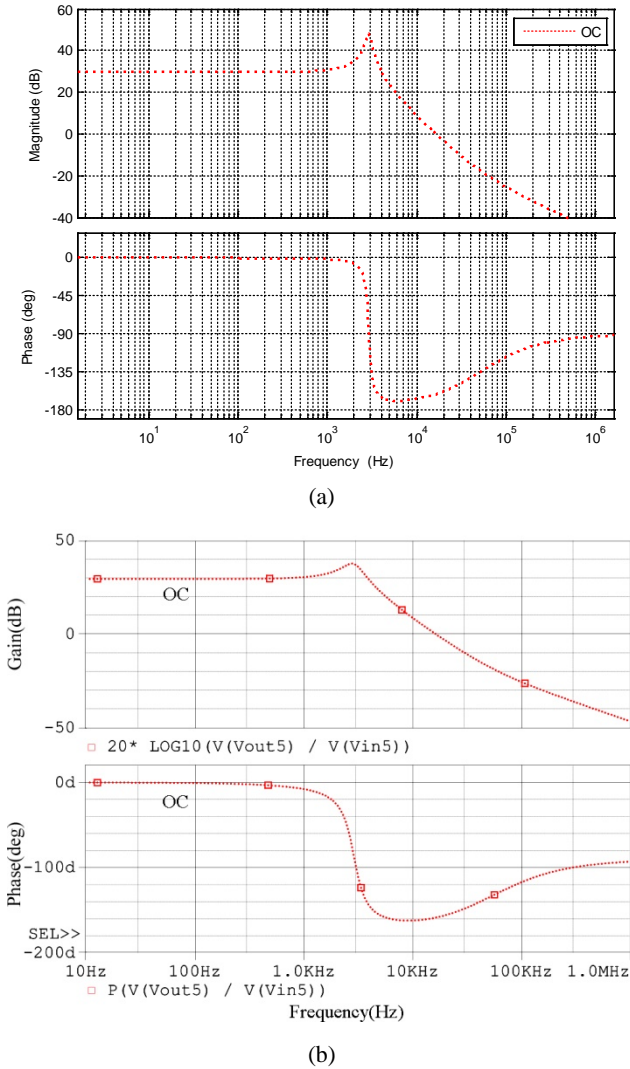 60
40
20
0
-20
-40
Magnitude (dB)
OC
0
-45
-90
-135
-180
Phase (deg)
10^1
10^2
10^3
10^4
10^5
10^6
Frequency (Hz)
(a)
50
0
-50
Gain(dB)
OC
20* LOG10(V(Vout5) / V(Vin5))
0d
-100d
SEL>>
-200d
Phase(deg)
OC
10Hz 100Hz 1.0KHz 10KHz 100KHz 1.0MHz
P(V(Vout5) / V(Vin5))
Frequency(Hz)
(b)